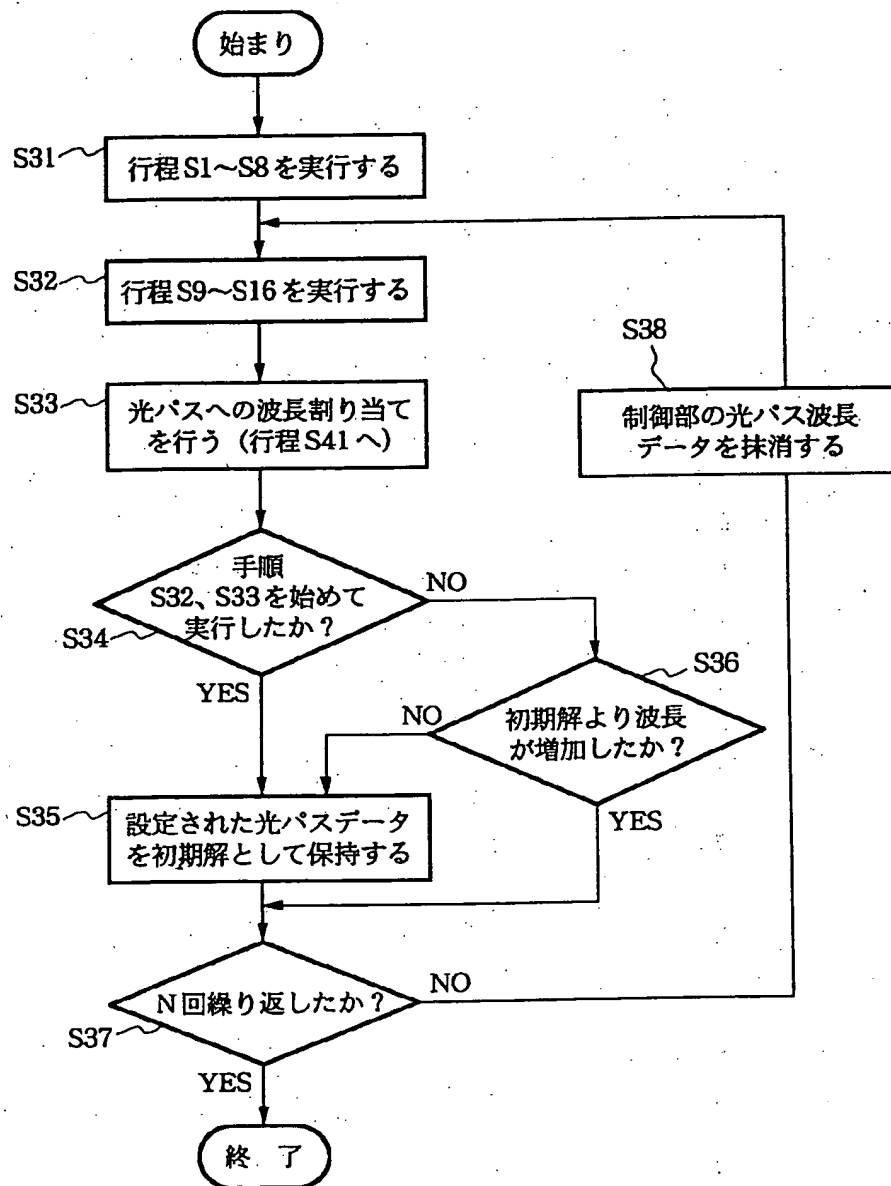 始まり
S31
行程S1～S8を実行する
S32
行程S9～S16を実行する
S38
S33
光パスへの波長割り当て
を行う（行程S41へ）
制御部の光パス波長
データを抹消する
手順
S32、S33を始めて
実行したか？
NO
S34
YES
S36
初期解より波長
が増加したか？
NO
YES
S35
設定された光パスデータ
を初期解として保持する
N回繰り返したか？
NO
S37
YES
終了